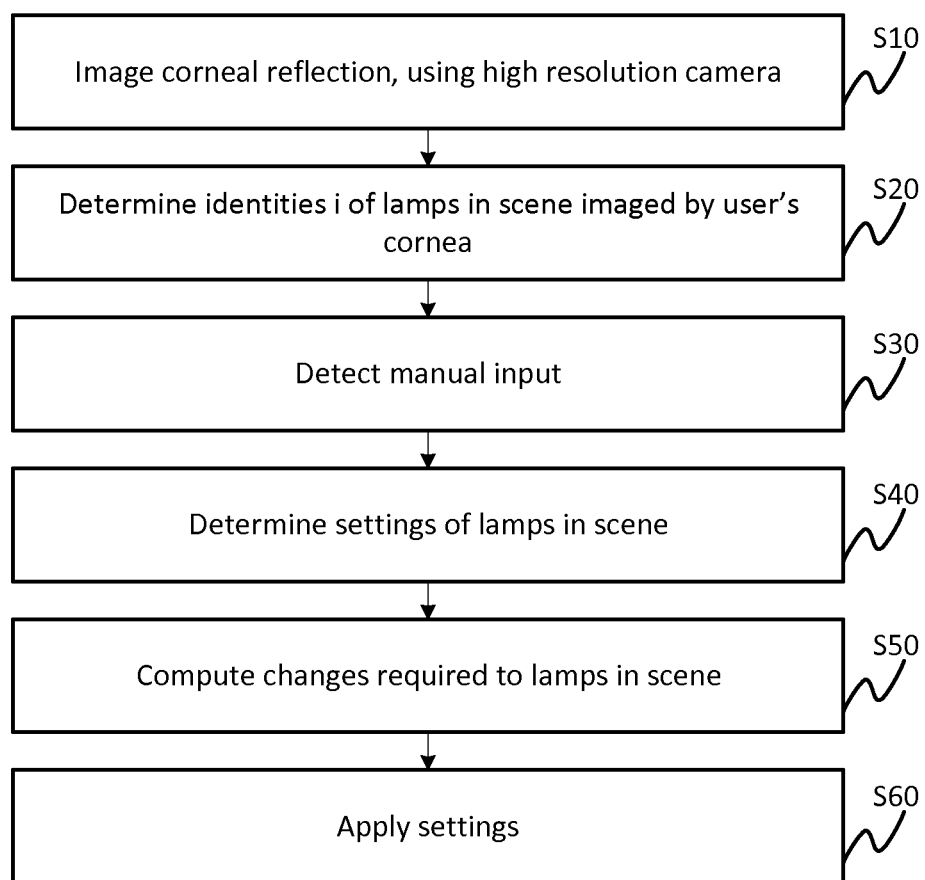 S10
Image corneal reflection, using high resolution camera
S20
Determine identities i of lamps in scene imaged by user's
cornea
S30
Detect manual input
S40
Determine settings of lamps in scene
S50
Compute changes required to lamps in scene
S60
Apply settings